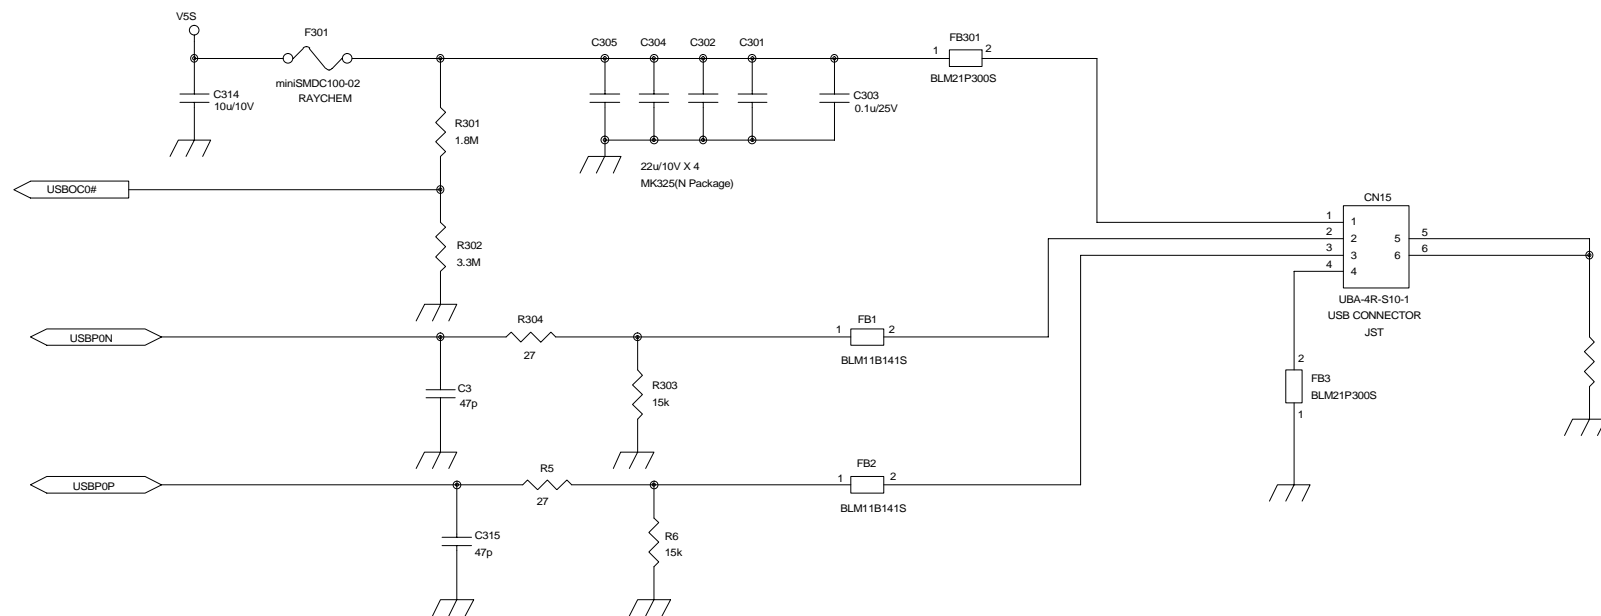 V5S
F301
miniSMDC100-02
RAYCHEM
C314
10u/10V
C305 C304 C302 C301
C303
0.1u/25V
22u/10V X 4
MK325(N Package)
FB301
1 2
BLM21P300S
R301
1.8M
USBOC0#
R302
3.3M
CN15
1 1
2 2 5 5
3 3 6 6
4 4
UBA-4R-S10-1
USB CONNECTOR
JST
2
FB3
BLM21P300S
1
USBP0N
R304
27
C3
47p
R303
15k
FB1
1 2
BLM11B141S
USBP0P
R5
27
C315
47p
R6
15k
FB2
1 2
BLM11B141S